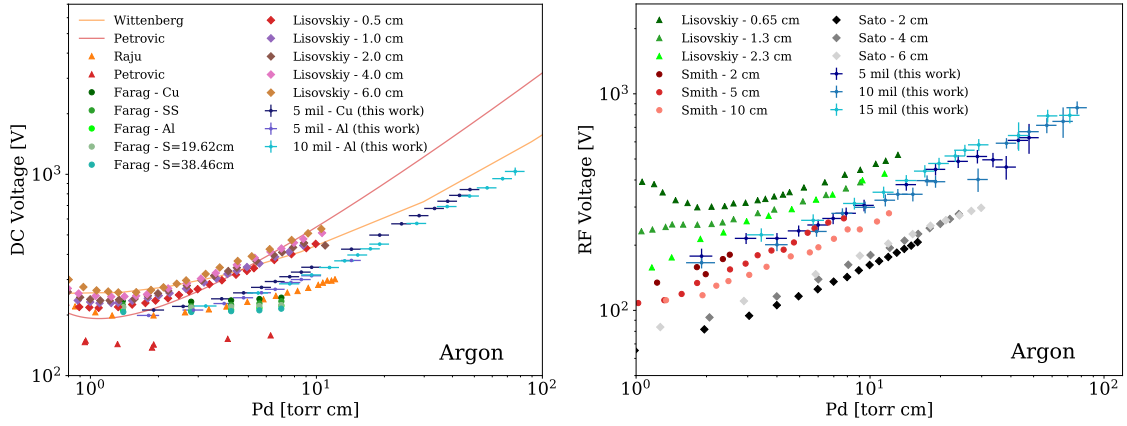 Wittenberg
Petrovic
Raju
Petrovic
Farag - Cu
Farag - SS
Farag - Al
Farag - S=19.62cm
Farag - S=38.46cm
Lisovskiy - 0.5 cm
Lisovskiy - 1.0 cm
Lisovskiy - 2.0 cm
Lisovskiy - 4.0 cm
Lisovskiy - 6.0 cm
5 mil - Cu (this work)
5 mil - Al (this work)
10 mil - Al (this work)
DC Voltage [V]
10³
10²
Argon
10⁰
10¹
10²
Pd [torr cm]
Lisovskiy - 0.65 cm
Lisovskiy - 1.3 cm
Lisovskiy - 2.3 cm
Smith - 2 cm
Smith - 5 cm
Smith - 10 cm
Sato - 2 cm
Sato - 4 cm
Sato - 6 cm
5 mil (this work)
10 mil (this work)
15 mil (this work)
RF Voltage [V]
10³
10²
Argon
10⁰
10¹
Pd [torr cm]